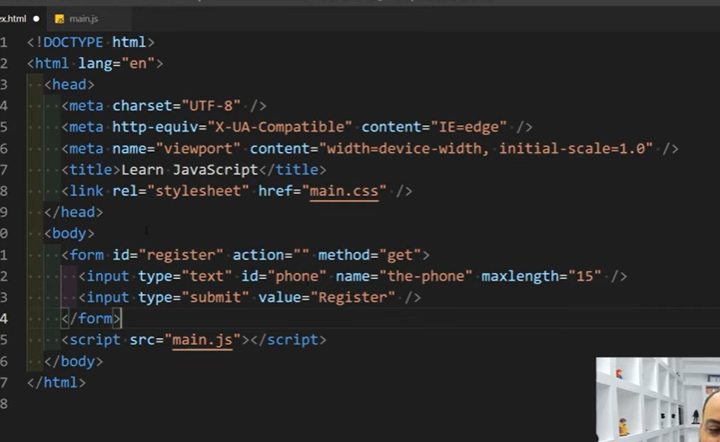 ex.html ● JS main.js
1 <!DOCTYPE html>
2 <html lang="en">
3 <head>
4 <meta charset="UTF-8" />
5 <meta http-equiv="X-UA-Compatible" content="IE=edge" />
6 <meta name="viewport" content="width=device-width, initial-scale=1.0" />
7 <title>Learn JavaScript</title>
8 <link rel="stylesheet" href="main.css" />
9 </head>
0 <body>
1 <form id="register" action="" method="get">
2 <input type="text" id="phone" name="the-phone" maxlength="15" />
3 <input type="submit" value="Register" />
4 </form>
5 <script src="main.js"></script>
6 </body>
7 </html>
8